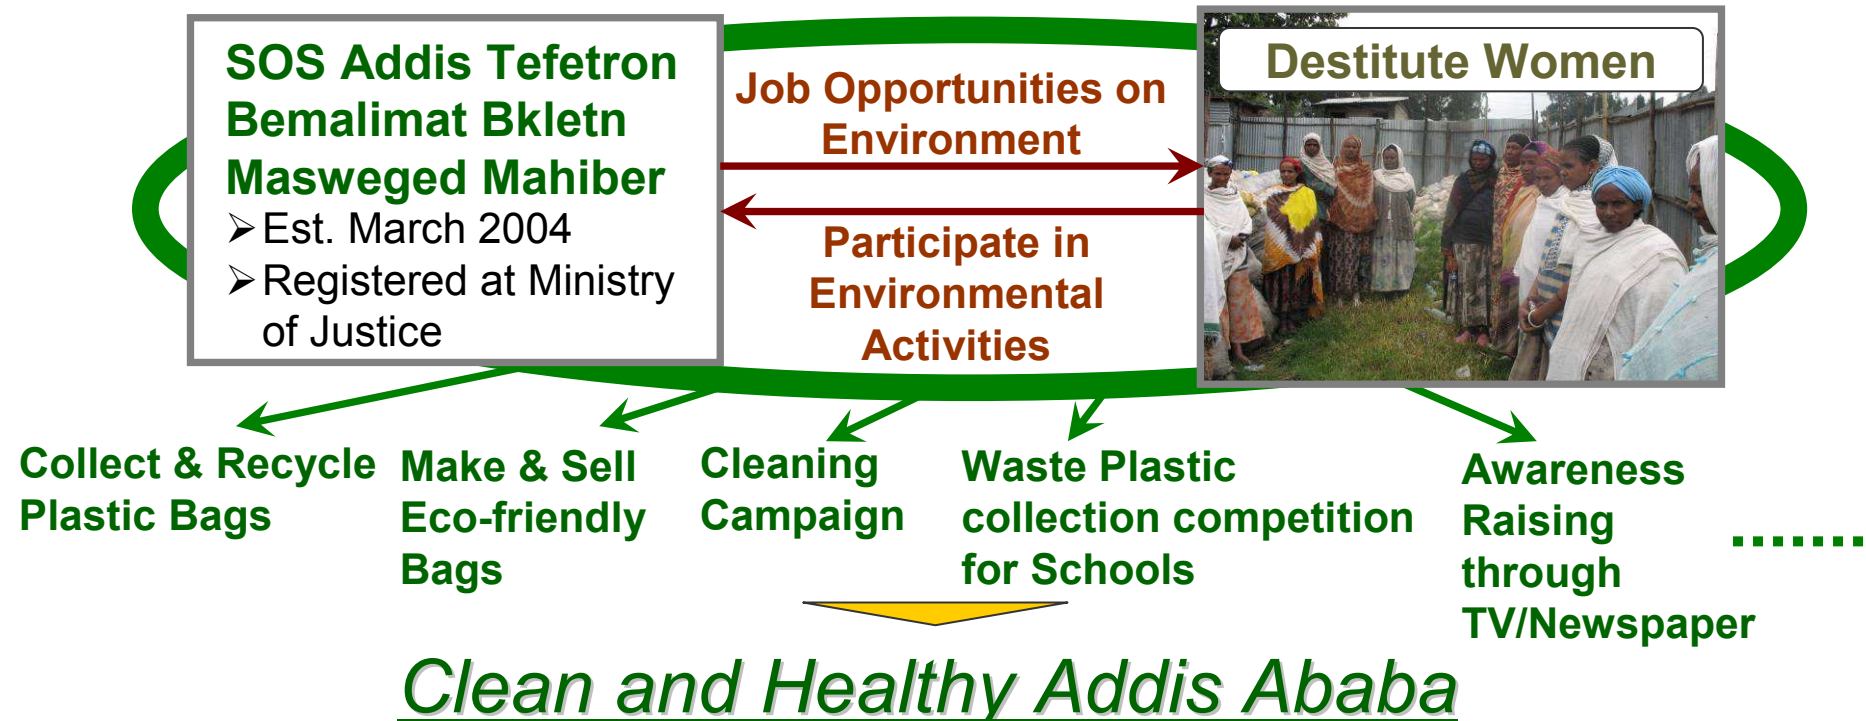 SOS Addis Tefetron
Bemalimat Bkletn
Masweged Mahiber
➢Est. March 2004
➢Registered at Ministry
of Justice
Job Opportunities on
Environment
Participate in
Environmental
Activities
Destitute Women
Collect & Recycle
Plastic Bags
Make & Sell
Eco-friendly
Bags
Cleaning
Campaign
Waste Plastic
collection competition
for Schools
Awareness
Raising
through
TV/Newspaper
Clean and Healthy Addis Ababa